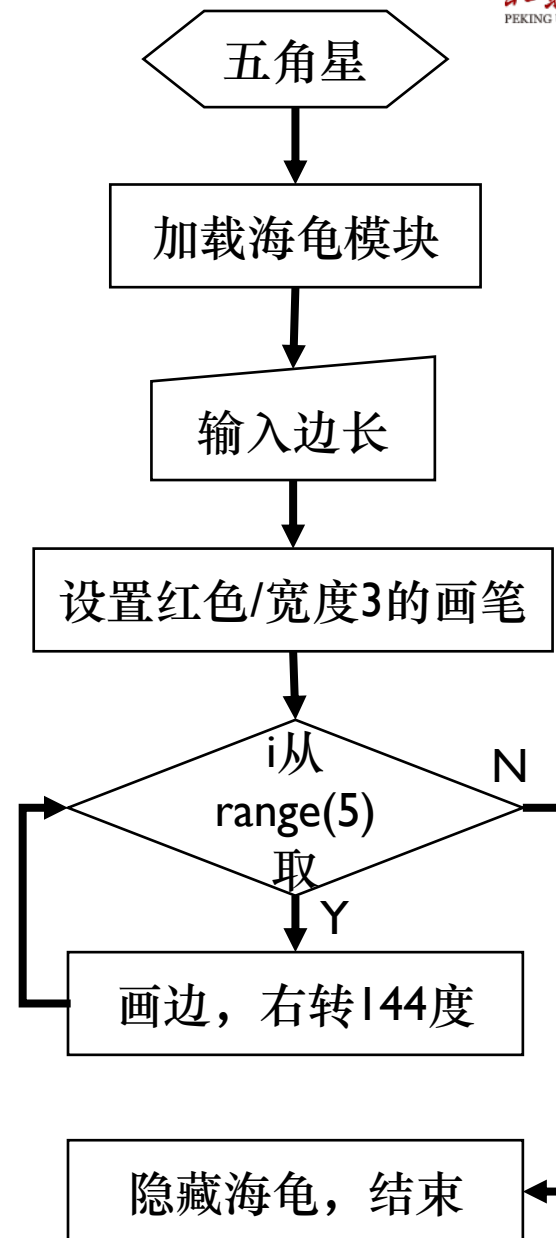 PEKING
五角星
加载海龟模块
输入边长
设置红色/宽度3的画笔
i从
range(5)
取
N
Y
画边，右转144度
隐藏海龟，结束